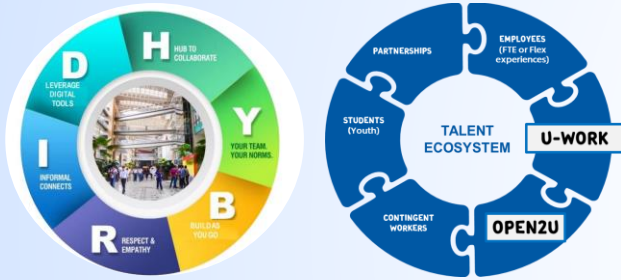 H
HUB TO
COLLABORATE
Y
YOUR TEAM.
YOUR NORMS.
B
BUILD AS
YOU GO
R
RESPECT &
EMPATHY
I
INFORMAL
CONNECTS
D
LEVERAGE
DIGITAL
TOOLS
TALENT
ECOSYSTEM
PARTNERSHIPS
EMPLOYEES
(FTE or Flex
experiences)
U-WORK
OPEN2U
CONTINGENT
WORKERS
STUDENTS
(Youth)